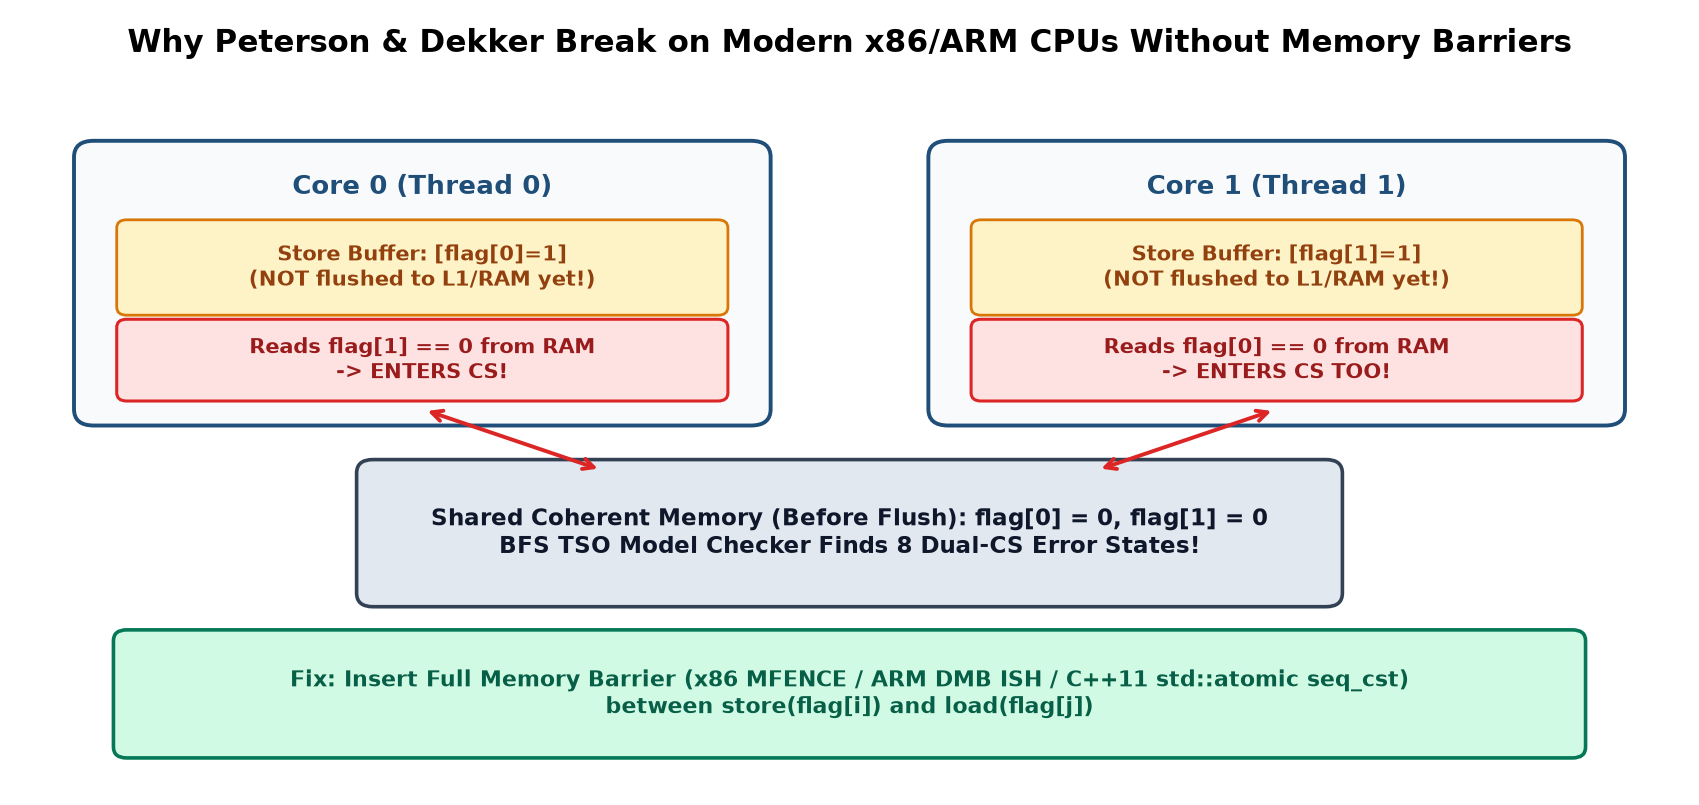 Why Peterson & Dekker Break on Modern x86/ARM CPUs Without Memory Barriers
Core 0 (Thread 0)
Store Buffer: [flag[0]=1]
(NOT flushed to L1/RAM yet!)
Reads flag[1] == 0 from RAM
-> ENTERS CS!
Core 1 (Thread 1)
Store Buffer: [flag[1]=1]
(NOT flushed to L1/RAM yet!)
Reads flag[0] == 0 from RAM
-> ENTERS CS TOO!
Shared Coherent Memory (Before Flush): flag[0] = 0, flag[1] = 0
BFS TSO Model Checker Finds 8 Dual-CS Error States!
Fix: Insert Full Memory Barrier (x86 MFENCE / ARM DMB ISH / C++11 std::atomic seq_cst)
between store(flag[i]) and load(flag[j])